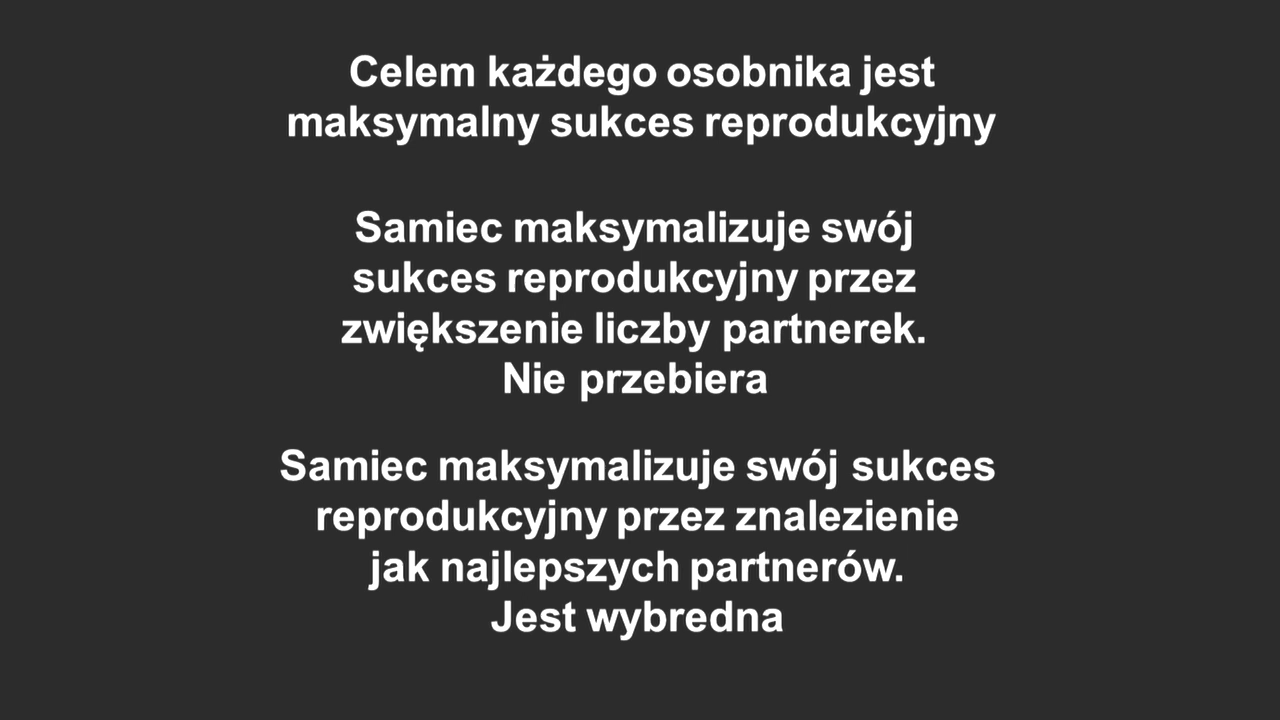 Celem każdego osobnika jest
maksymalny sukces reprodukcyjny
Samiec maksymalizuje swój
sukces reprodukcyjny przez
zwiększenie liczby partnerek.
Nie przebiera
Samiec maksymalizuje swój sukces
reprodukcyjny przez znalezienie
jak najlepszych partnerów.
Jest wybredna